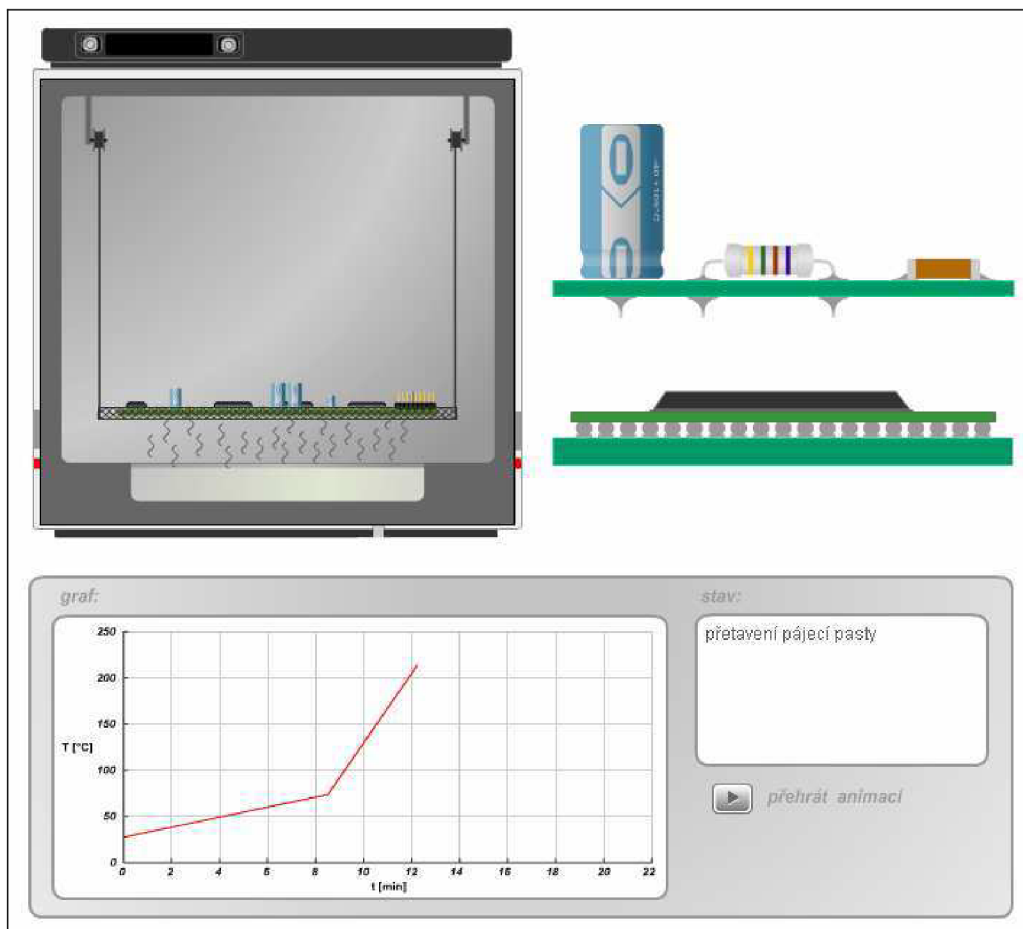 graf:
stav:
250
200
150
T [°C]
100
50
0
0 2 4 6 8 10 12 14 16 18 20 22
t [min]
přetavení pájecí pasty
přehrát animaci